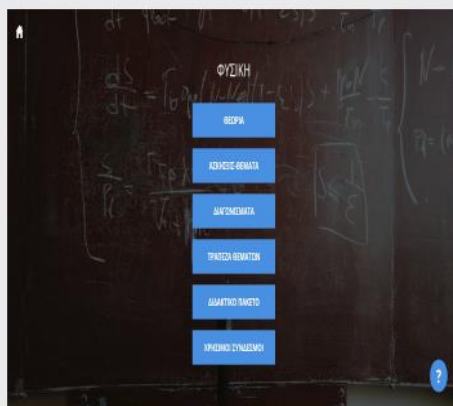 ΦΥΣΙΚΗ
ΘΕΩΡΙΑ
ΑΣΚΗΣΕΙΣ-ΘΕΜΑΤΑ
ΔΙΑΓΩΝΙΣΜΑΤΑ
ΤΡΑΠΕΖΑ ΘΕΜΑΤΩΝ
ΔΙΔΑΚΤΙΚΟ ΠΑΚΕΤΟ
ΧΡΗΣΙΜΟΙ ΣΥΝΔΕΣΜΟΙ
?